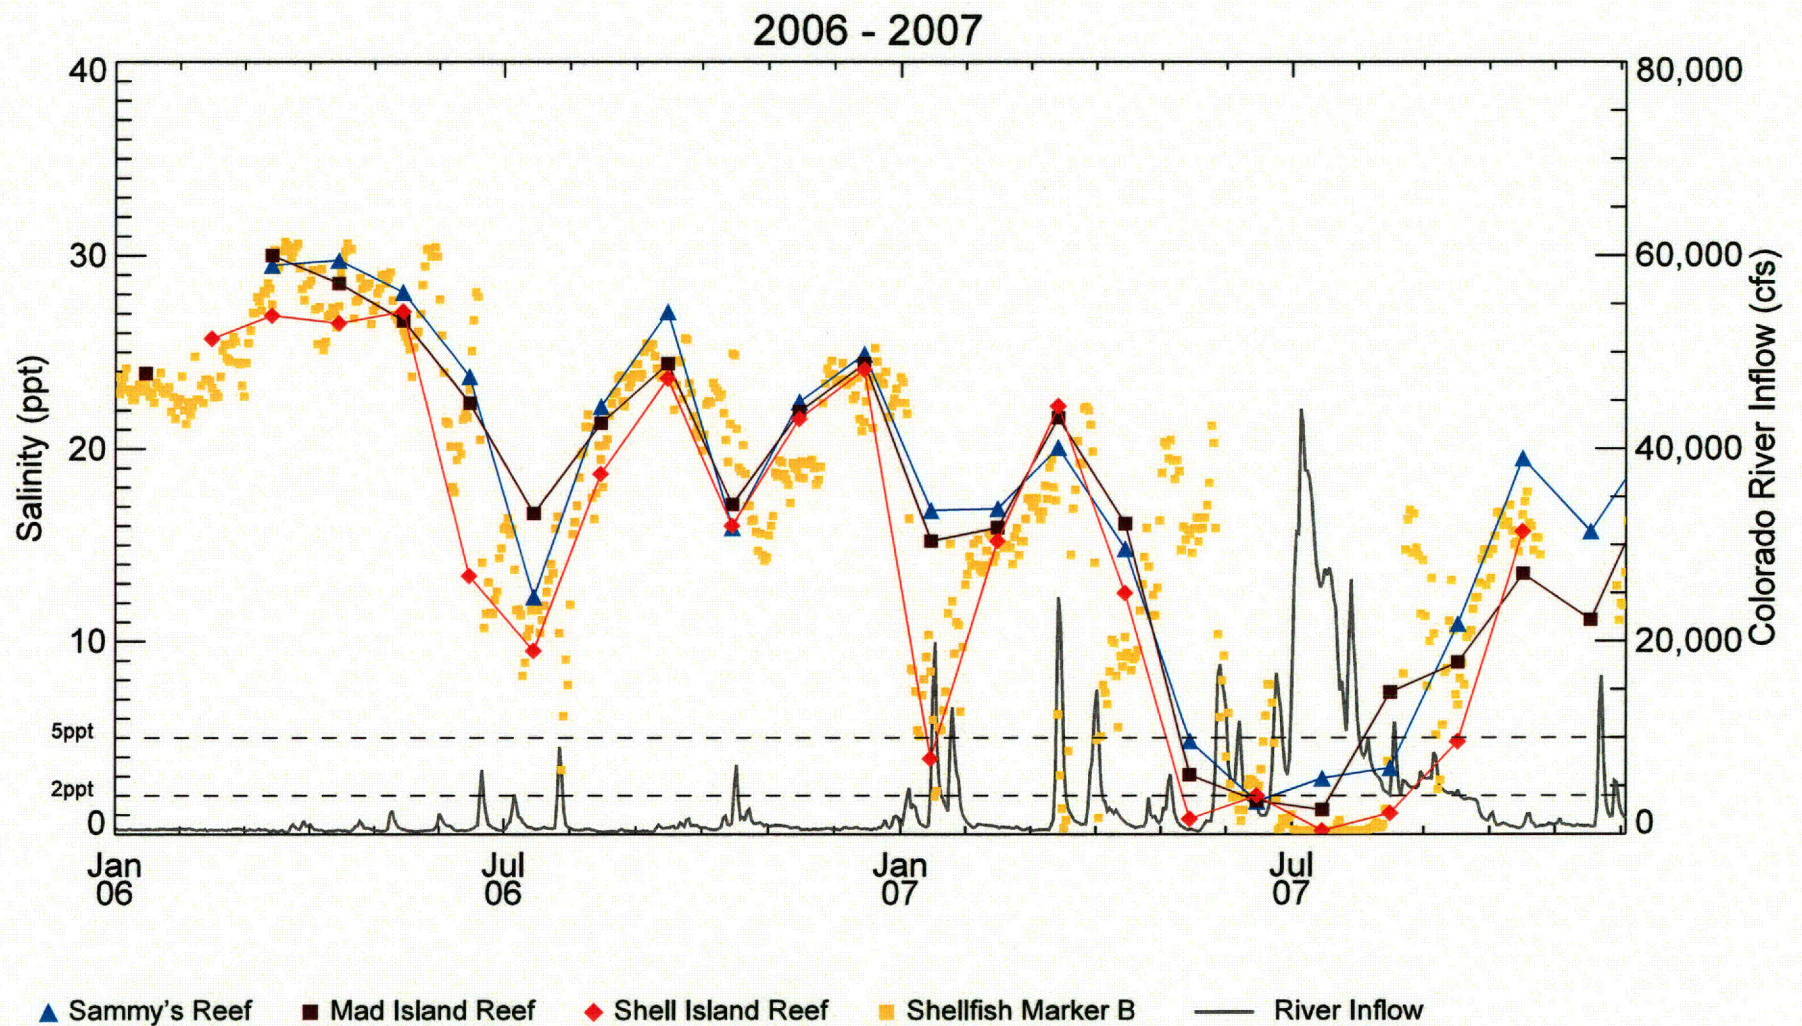 2006 - 2007
40
30
20
10
5ppt
2ppt
0
Salinity (ppt)
80,000
60,000
40,000
20,000
0
Colorado River Inflow (cfs)
Jan
06
Jul
06
Jan
07
Jul
07
Sammy's Reef
Mad Island Reef
Shell Island Reef
Shellfish Marker B
River Inflow